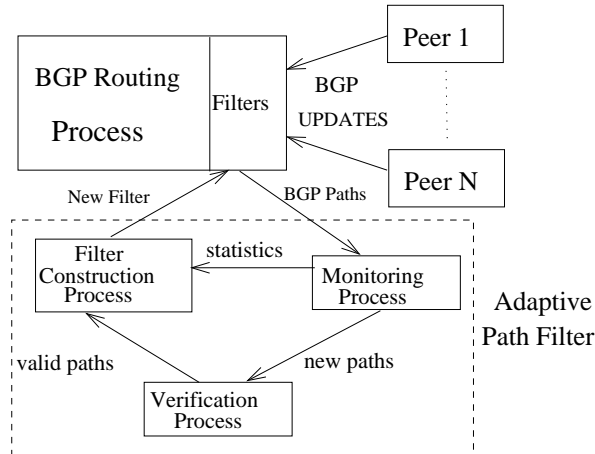 Peer 1
BGP Routing
Process
Filters
BGP
UPDATES
Peer N
New Filter
BGP Paths
Filter
Construction
Process
statistics
Monitoring
Process
Adaptive
Path Filter
valid paths
new paths
Verification
Process